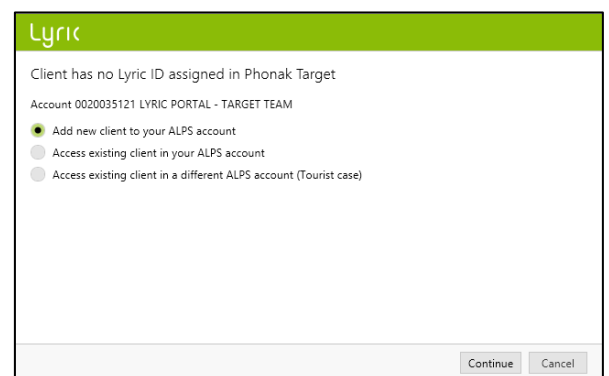 Lyric
Client has no Lyric ID assigned in Phonak Target
Account 0020035121 LYRIC PORTAL - TARGET TEAM
Add new client to your ALPS account
Access existing client in your ALPS account
Access existing client in a different ALPS account (Tourist case)
Continue Cancel